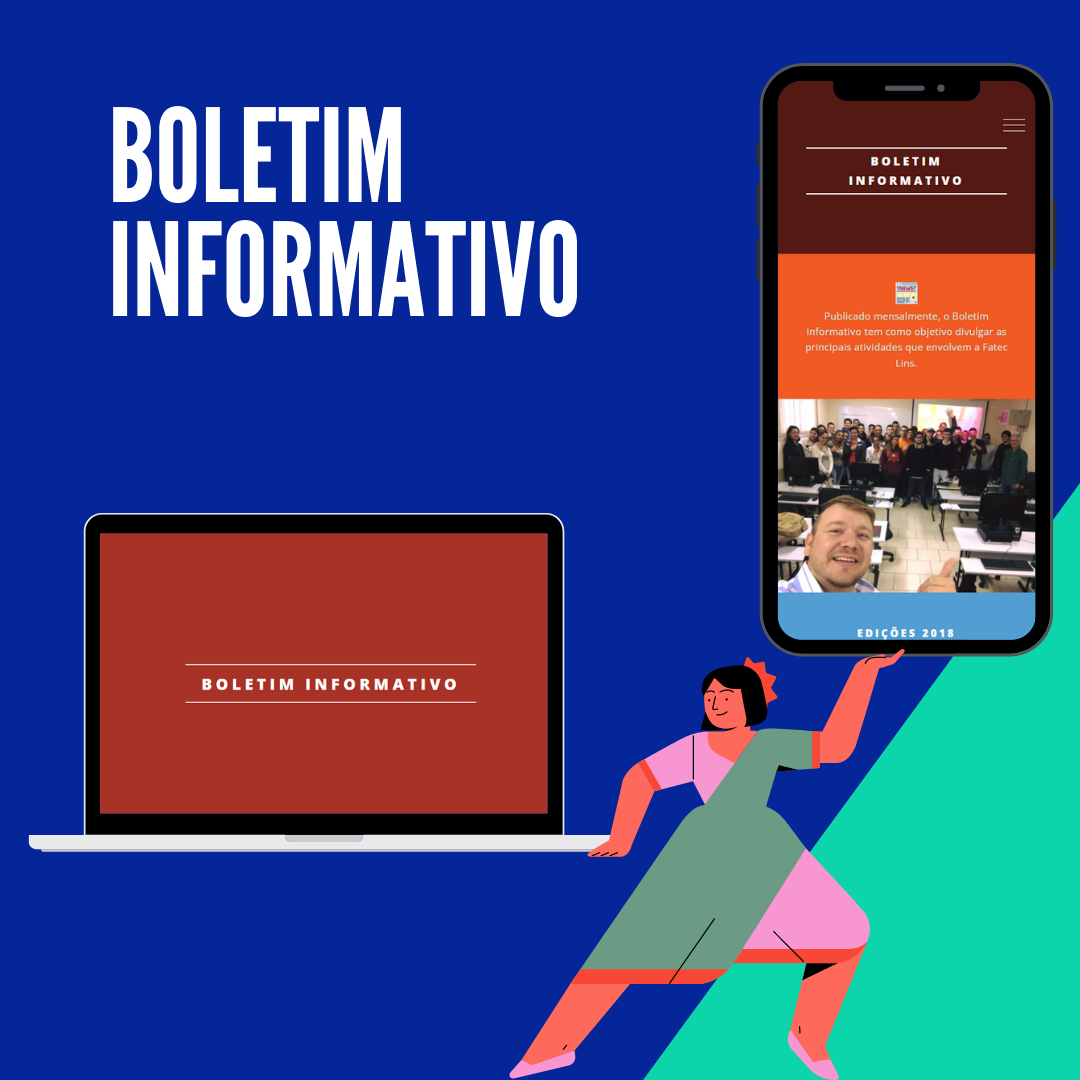 BOLETIM
INFORMATIVO
BOLETIM
INFORMATIVO
Publicado mensalmente, o Boletim
Informativo tem como objetivo divulgar as
principais atividades que envolvem a Fatec
Lins.
EDIÇÕES 2018
BOLETIM INFORMATIVO